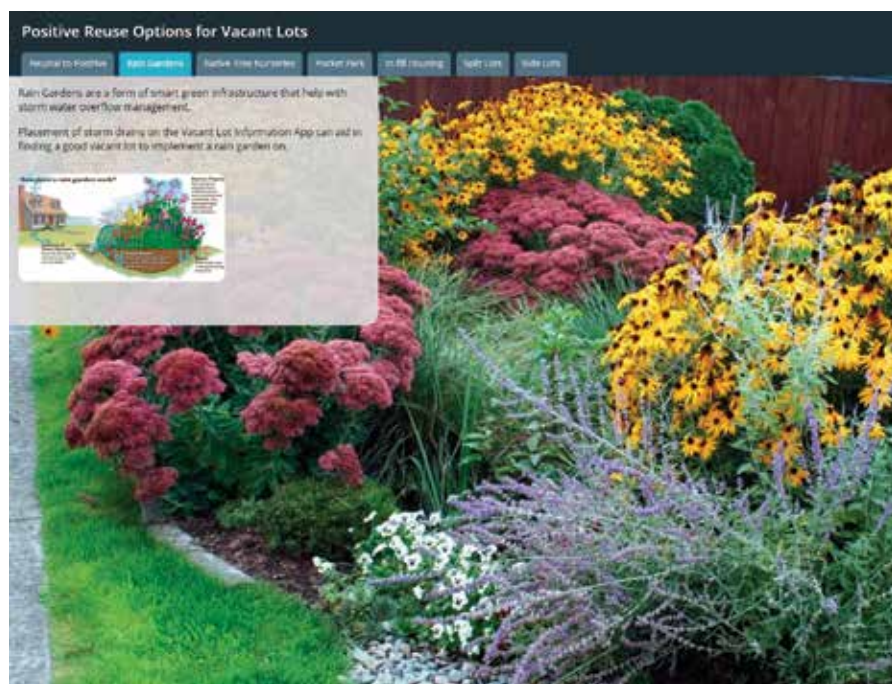 Positive Reuse Options for Vacant Lots
Neutral to Positive
Rain Gardens
Native Tree Nurseries
Pocket Park
In fill Housing
Split Lots
Side Lots
Rain Gardens are a form of smart green infrastructure that help with
storm water overflow management.
Placement of storm drains on the Vacant Lot Information App can aid in
finding a good vacant lot to implement a rain garden on.
rain garden work?